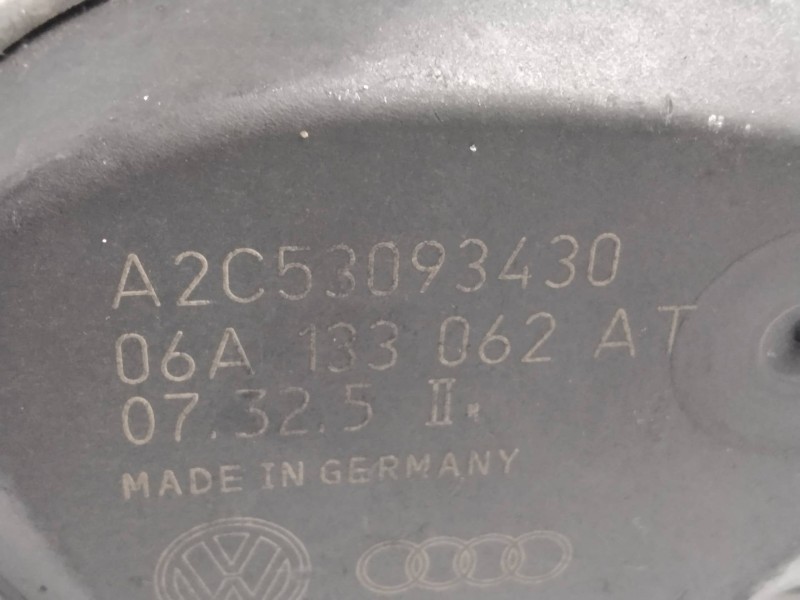 A2C53093430
06A 133 062 AT
07.32.5 II
MADE IN GERMANY